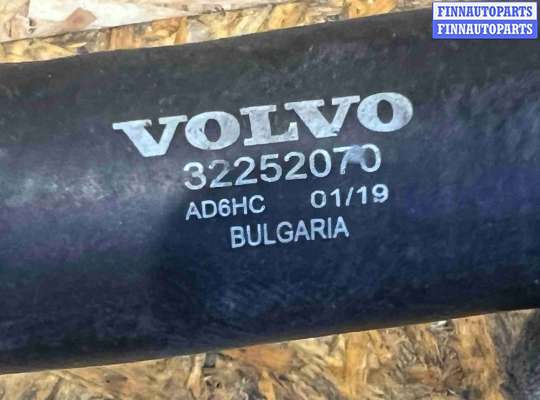 FINNAUTOPARTS
FINNAUTOPARTS
VOLVO
32252070
AD6HC 01/19
BULGARIA